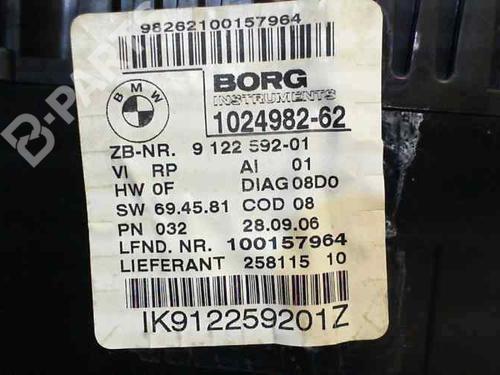 98262100157964
BMW
BORG
INSTRUMENTS
1024982-62
ZB-NR. 9 122 592-01
VI RP AI 01
HW 0F DIAG 08D0
SW 69.45.81 COD 08
PN 032 28.09.06
LFND. NR. 100157964
LIEFERANT 258115 10
IK912259201Z
B-PARTS